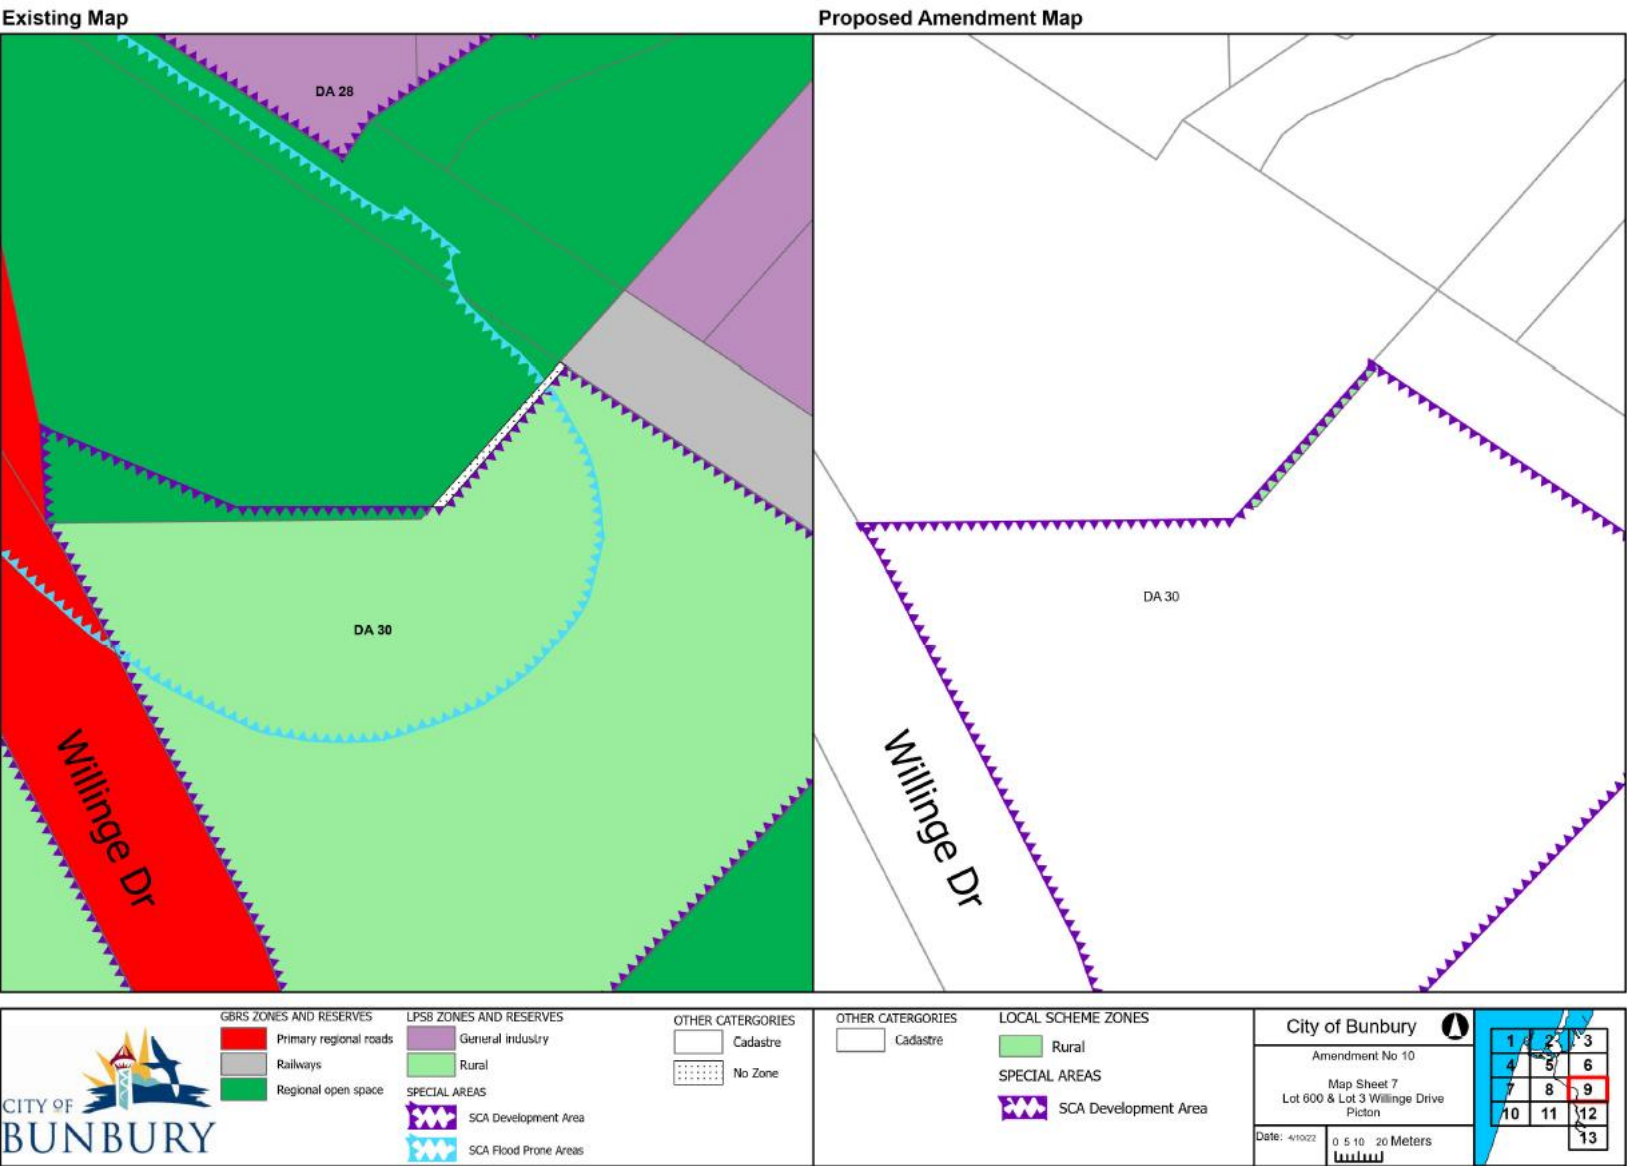 Existing Map
Proposed Amendment Map
DA 28
DA 30
Willinge Dr
DA 30
Willinge Dr
CITY OF
BUNBURY
GBRS ZONES AND RESERVES
Primary regional roads
Railways
Regional open space
LPS8 ZONES AND RESERVES
General industry
Rural
SPECIAL AREAS
SCA Development Area
SCA Flood Prone Areas
OTHER CATERGORIES
Cadastre
No Zone
OTHER CATERGORIES
Cadastre
LOCAL SCHEME ZONES
Rural
SPECIAL AREAS
SCA Development Area
City of Bunbury
Amendment No 10
Map Sheet 7
Lot 600 & Lot 3 Willinge Drive
Picton
Date: 4/10/22
0 5 10 20 Meters
1 2 3
4 5 6
7 8 9
10 11 12
13